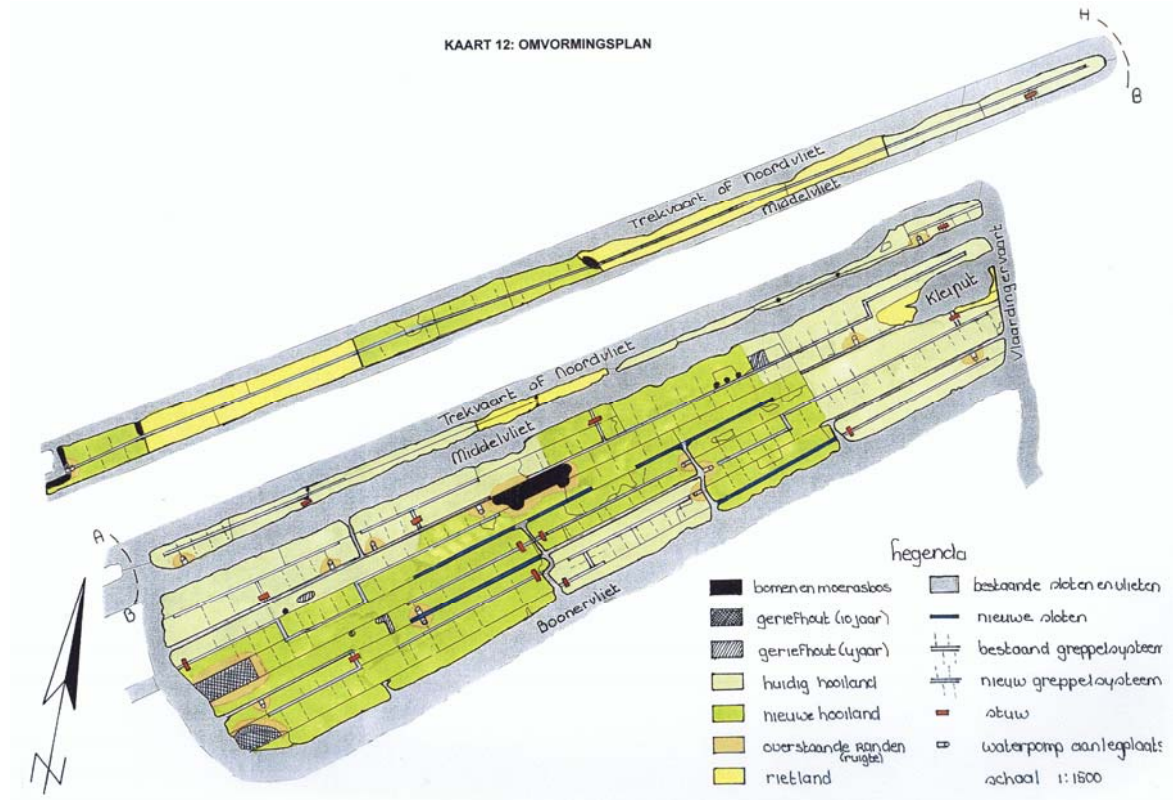 KAART 12: OMVORMINGSPLAN
H
B
Trekvaart of Noordvliet
Middelvliet
Vlaardingervaart
Kleiput
Trekvaart of Noordvliet
Middelvliet
A
B
Boonervliet
N
Legenda
bomen en moerasbos
geriefhout (10 jaar)
geriefhout (4 jaar)
huidig hooiland
nieuwe hooiland
overstaande randen
(ruigte)
rietland
bestaande sloten en vlieten
nieuwe sloten
bestaand greppelsysteem
nieuw greppelsysteem
stuw
waterpomp aanlegplaats
schaal 1:1500